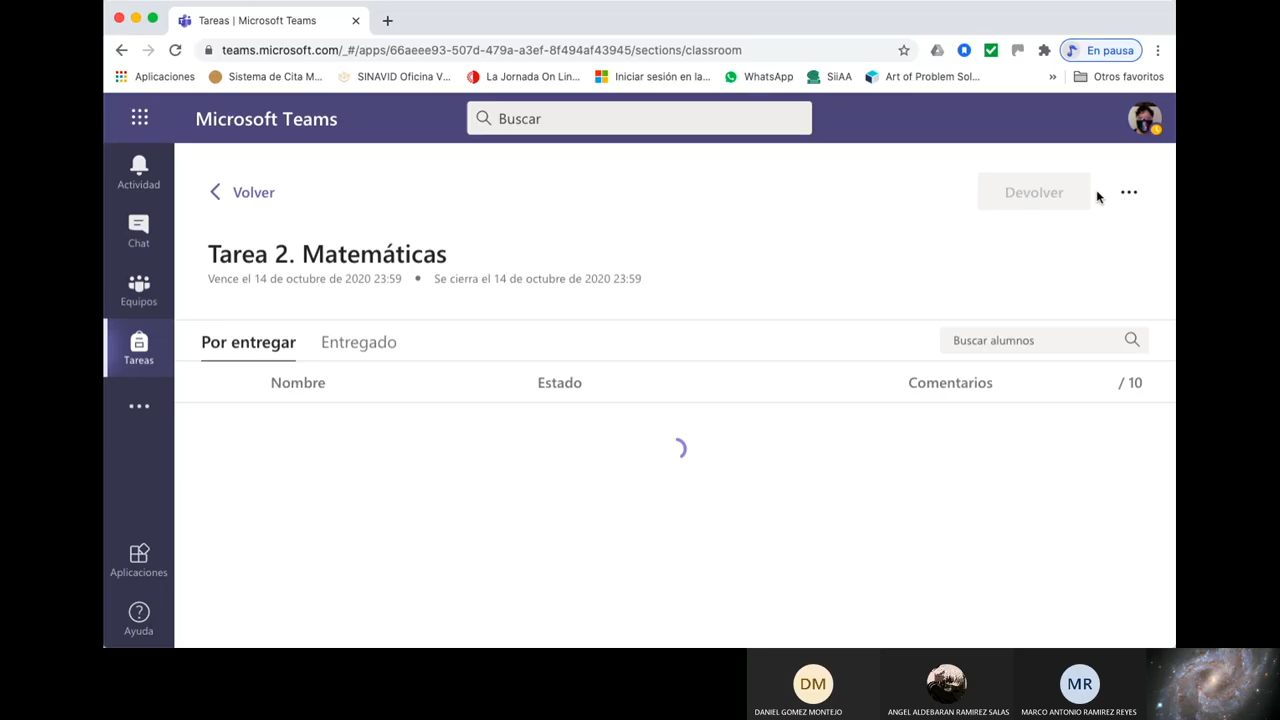 Tareas | Microsoft Teams
teams.microsoft.com/_#/apps/66aeee93-507d-479a-a3ef-8f494af43945/sections/classroom
En pausa
Aplicaciones
Sistema de Cita M...
SINAVID Oficina V...
La Jornada On Lin...
Iniciar sesión en la...
WhatsApp
SiiAA
Art of Problem Sol...
»
Otros favoritos
Microsoft Teams
Buscar
Actividad
Chat
Equipos
Tareas
Aplicaciones
Ayuda
Volver
Devolver
Tarea 2. Matemáticas
Vence el 14 de octubre de 2020 23:59 • Se cierra el 14 de octubre de 2020 23:59
Por entregar
Entregado
Buscar alumnos
Nombre Estado Comentarios / 10
DM
MR
DANIEL GOMEZ MONTEJO
ANGEL ALDEBARAN RAMIREZ SALAS
MARCO ANTONIO RAMIREZ REYES